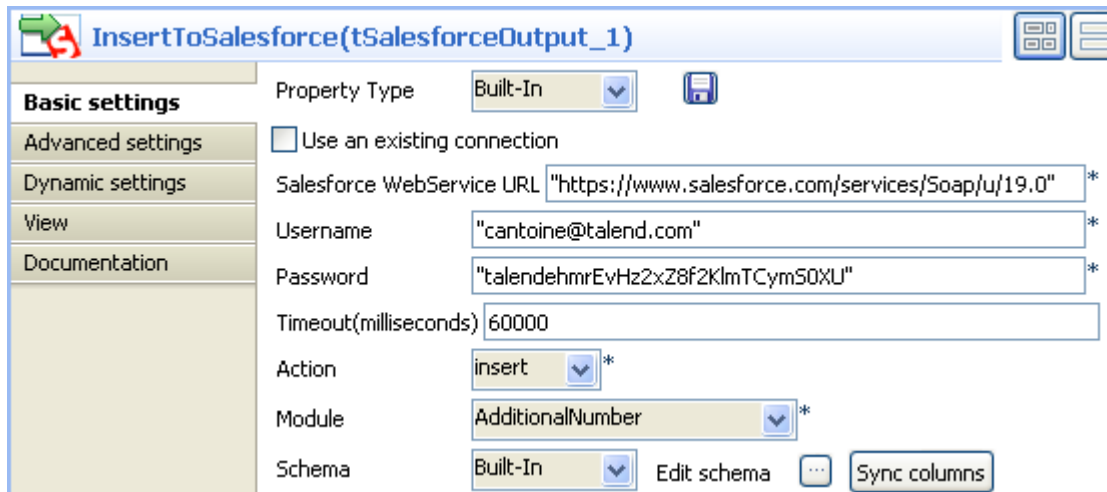 InsertToSalesforce(tSalesforceOutput_1)
Basic settings
Advanced settings
Dynamic settings
View
Documentation
Property Type Built-In
Use an existing connection
Salesforce WebService URL "https://www.salesforce.com/services/Soap/u/19.0" *
Username "cantoine@talend.com" *
Password "talendehmrEvHz2xZ8f2KlmTCymS0XU" *
Timeout(milliseconds) 60000
Action insert *
Module AdditionalNumber *
Schema Built-In Edit schema ... Sync columns